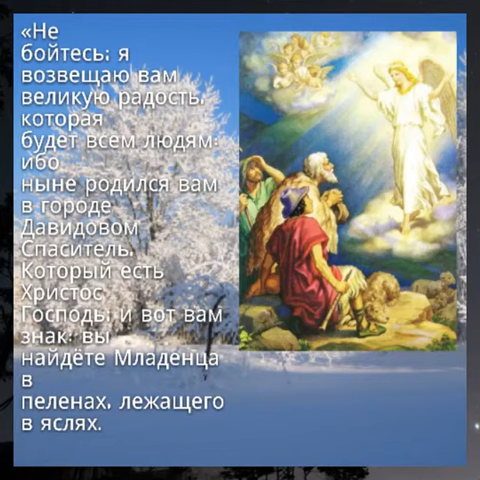 «Не
бойтесь; я
возвещаю вам
великую радость,
которая
будет всем людям:
ибо
ныне родился вам
в городе
Давидовом
Спаситель,
Который есть
Христос
Господь; и вот вам
знак: вы
найдёте Младенца
в
пеленах, лежащего
в яслях.